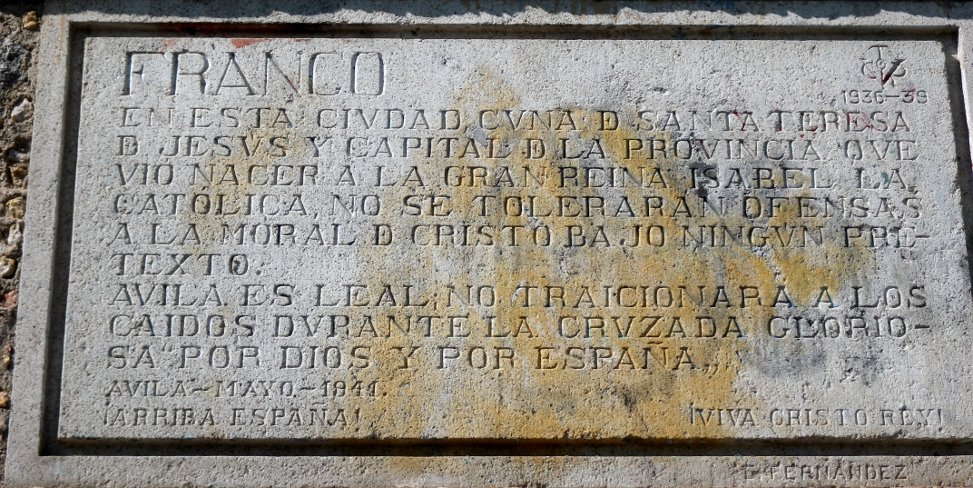 FRANCO
1936-39
EN ESTA CIVDAD CVNA D SANTA TERESA
D JESVS Y CAPITAL D LA PROVINCIA QVE
VIO NACER A LA GRAN REINA ISABEL LA
CATOLICA, NO SE TOLERARAN OFENSAS
A LA MORAL D CRISTO BAJO NINGVN PRE-
TEXTO.
AVILA ES LEAL, NO TRAICIONARA A LOS
CAIDOS DVRANTE LA CRVZADA GLORIO-
SA "POR DIOS Y POR ESPAÑA„
AVILA-MAYO-1941.
¡ARRIBA ESPAÑA! ¡VIVA CRISTO REY!
E. FERNANDEZ